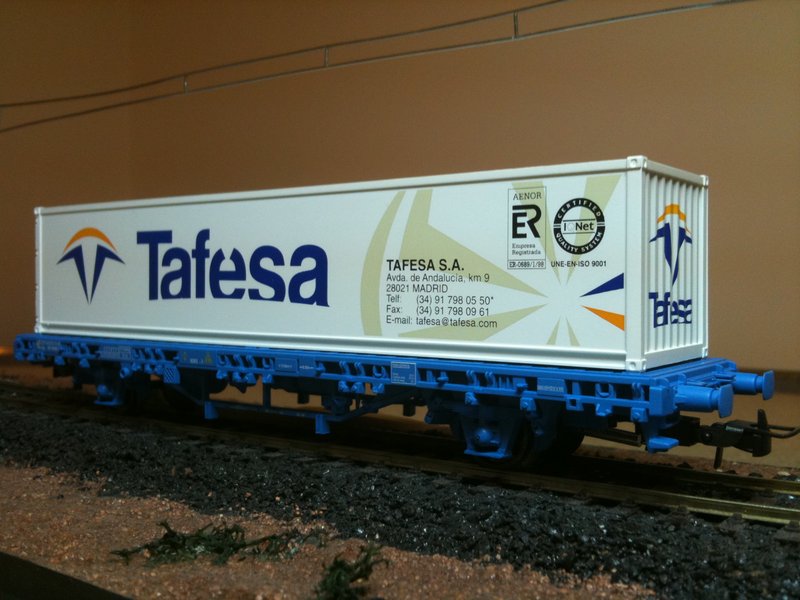 Tafesa
TAFESA S.A.
Avda. de Andalucía, km 9
28021 MADRID
Telf: (34) 91 798 05 50*
Fax: (34) 91 798 09 61
E-mail: tafesa@tafesa.com
AENOR
ER
Empresa
Registrada
ER-0689/1/98
CERTIFIED
IQNet
QUALITY SYSTEM
UNE-EN-ISO 9001
Tafesa